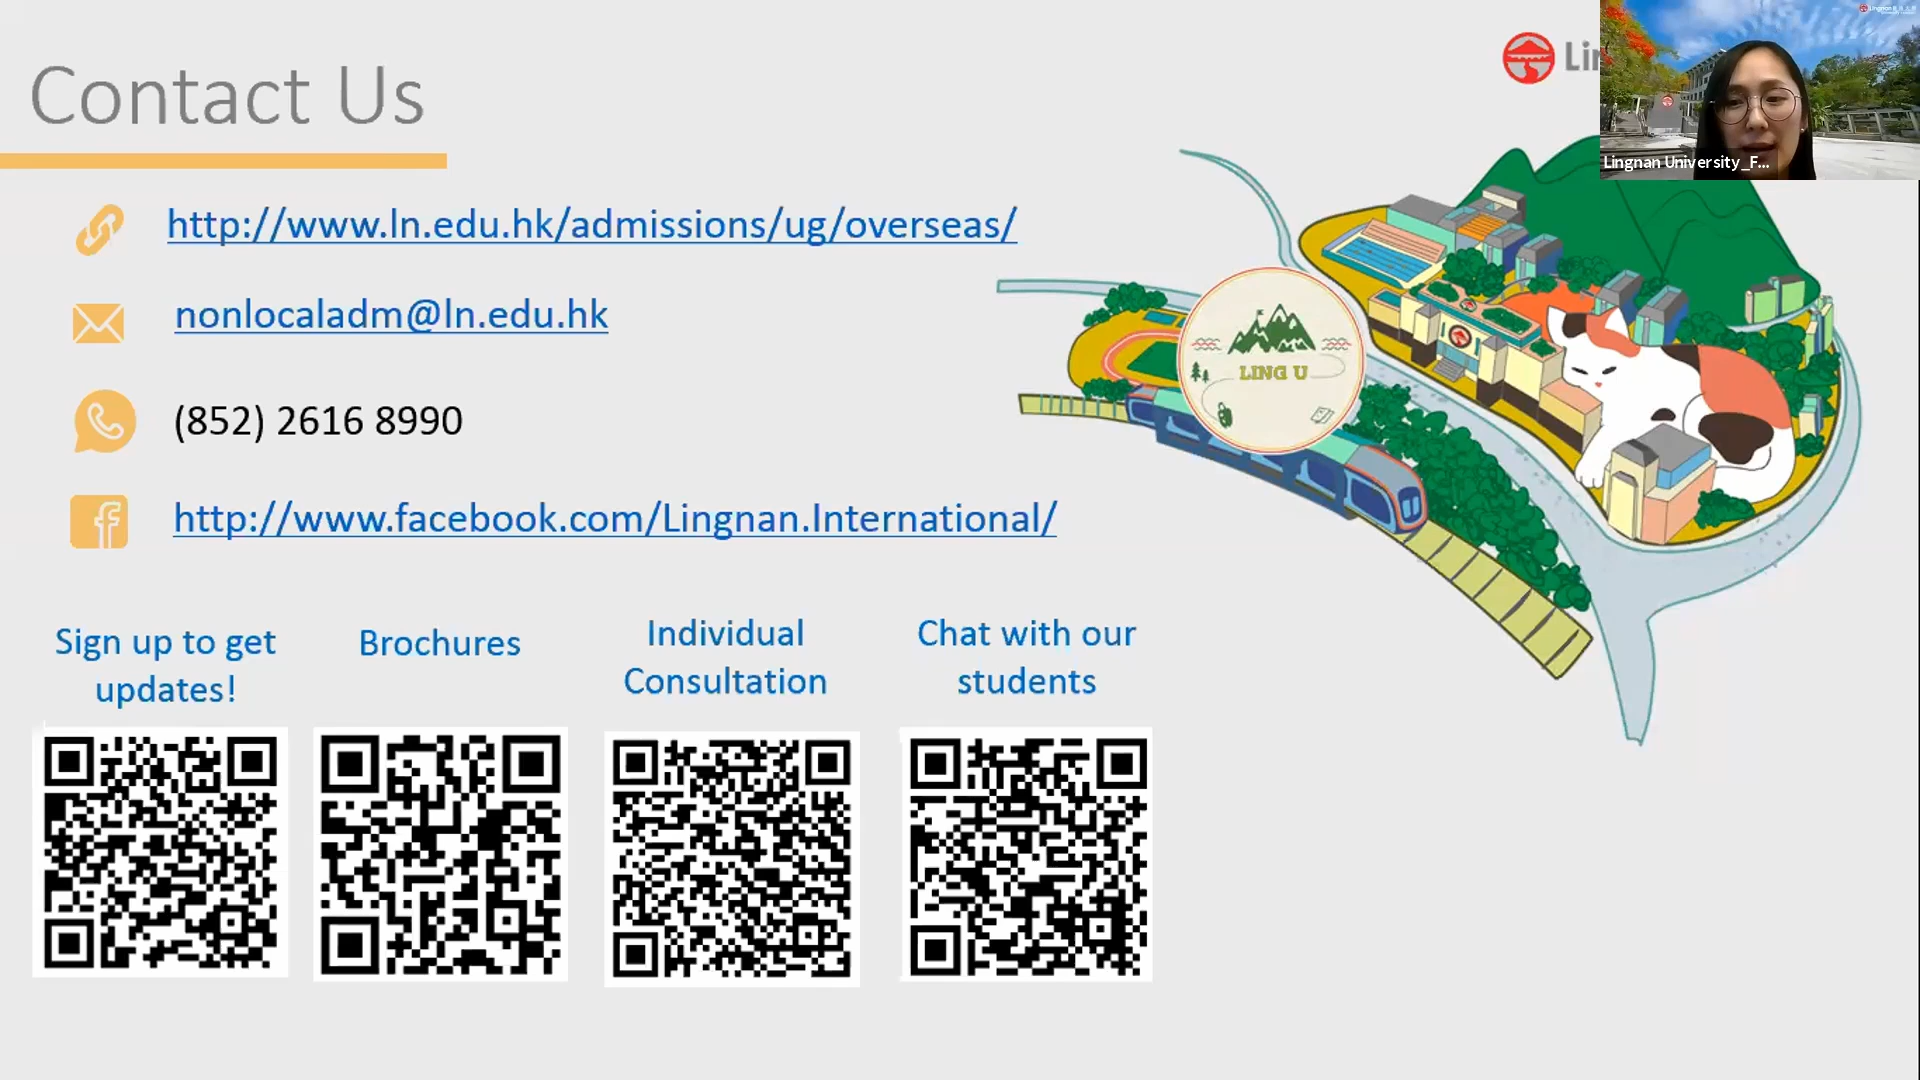 Contact Us
Lin
Lingnan University_F...
http://www.ln.edu.hk/admissions/ug/overseas/
nonlocaladm@ln.edu.hk
(852) 2616 8990
http://www.facebook.com/Lingnan.International/
LING U
Sign up to get
updates!
Brochures
Individual
Consultation
Chat with our
students